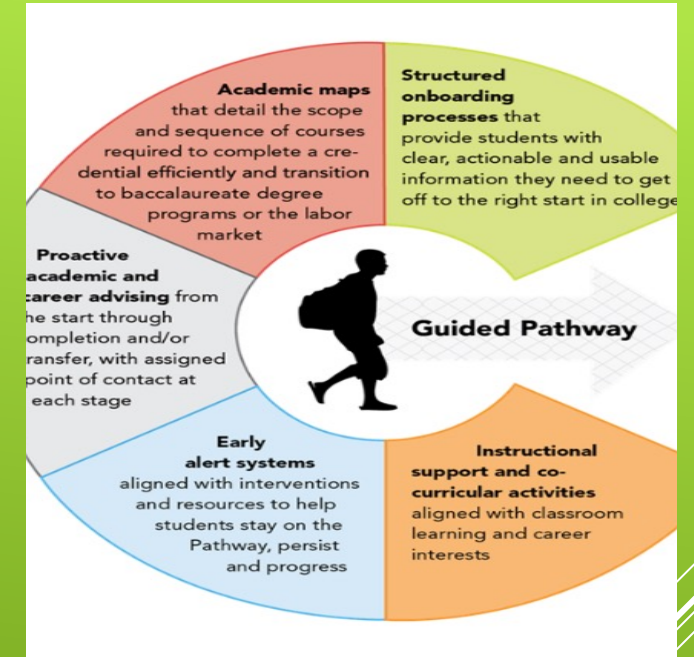 Academic maps
that detail the scope
and sequence of courses
required to complete a cre-
dential efficiently and transition
to baccalaureate degree
programs or the labor
market
Structured
onboarding
processes that
provide students with
clear, actionable and usable
information they need to get
off to the right start in college
Proactive
academic and
career advising from
he start through
ompletion and/or
ransfer, with assigned
point of contact at
each stage
Guided Pathway
Early
alert systems
aligned with interventions
and resources to help
students stay on the
Pathway, persist
and progress
Instructional
support and co-
curricular activities
aligned with classroom
learning and career
interests